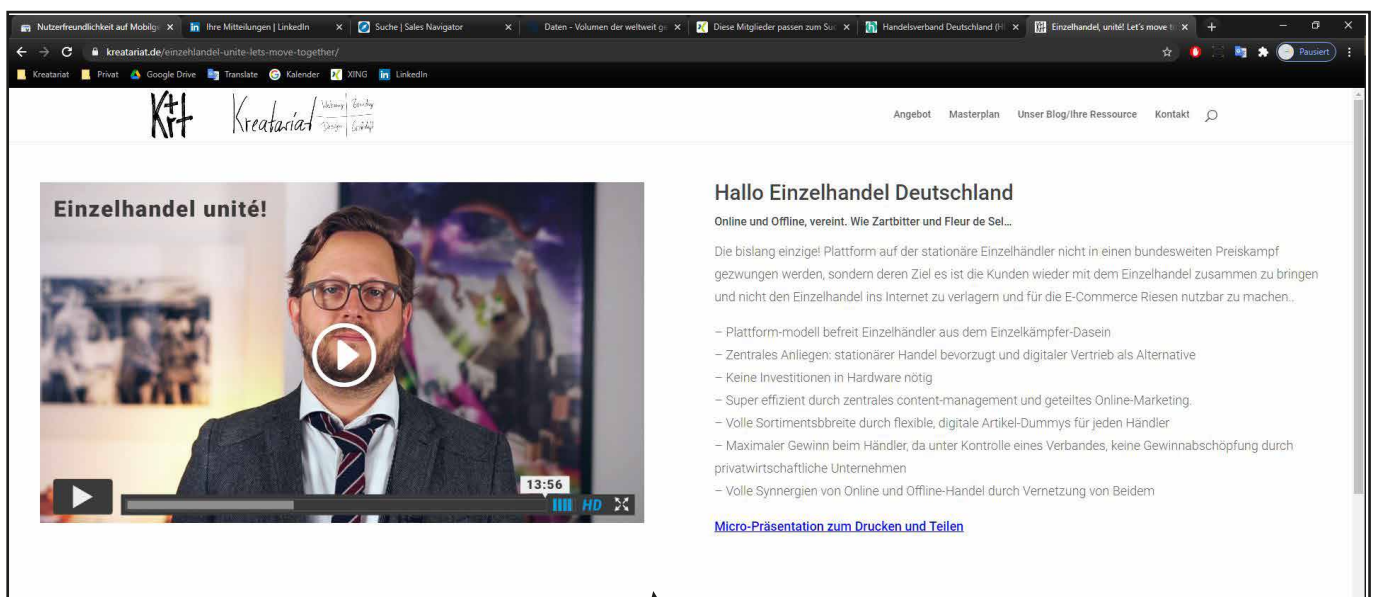 Nutzerfreundlichkeit auf Mobilge
Ihre Mitteilungen | LinkedIn
Suche | Sales Navigator
Daten - Volumen der weltweit ge
Diese Mitglieder passen zum Suc
Handelsverband Deutschland (H
Einzelhandel, unité! Let's move t
kreatariat.de/einzehlandel-unite-lets-move-together/
Pausiert
Kreatariat Privat Google Drive Translate Kalender XING LinkedIn
Kreatariat
Design
Angebot Masterplan Unser Blog/Ihre Ressource Kontakt
Einzelhandel unité!
13:56
HD
Hallo Einzelhandel Deutschland
Online und Offline, vereint. Wie Zartbitter und Fleur de Sel...
Die bislang einzige! Plattform auf der stationäre Einzelhändler nicht in einen bundesweiten Preiskampf
gezwungen werden, sondern deren Ziel es ist die Kunden wieder mit dem Einzelhandel zusammen zu bringen
und nicht den Einzelhandel ins Internet zu verlagern und für die E-Commerce Riesen nutzbar zu machen..
– Plattform-modell befreit Einzelhändler aus dem Einzelkämpfer-Dasein
– Zentrales Anliegen: stationärer Handel bevorzugt und digitaler Vertrieb als Alternative
– Keine Investitionen in Hardware nötig
– Super effizient durch zentrales content-management und geteiltes Online-Marketing.
– Volle Sortimentsbbreite durch flexible, digitale Artikel-Dummys für jeden Händler
– Maximaler Gewinn beim Händler, da unter Kontrolle eines Verbandes, keine Gewinnabschöpfung durch
privatwirtschaftliche Unternehmen
– Volle Synnergien von Online und Offline-Handel durch Vernetzung von Beidem
Micro-Präsentation zum Drucken und Teilen